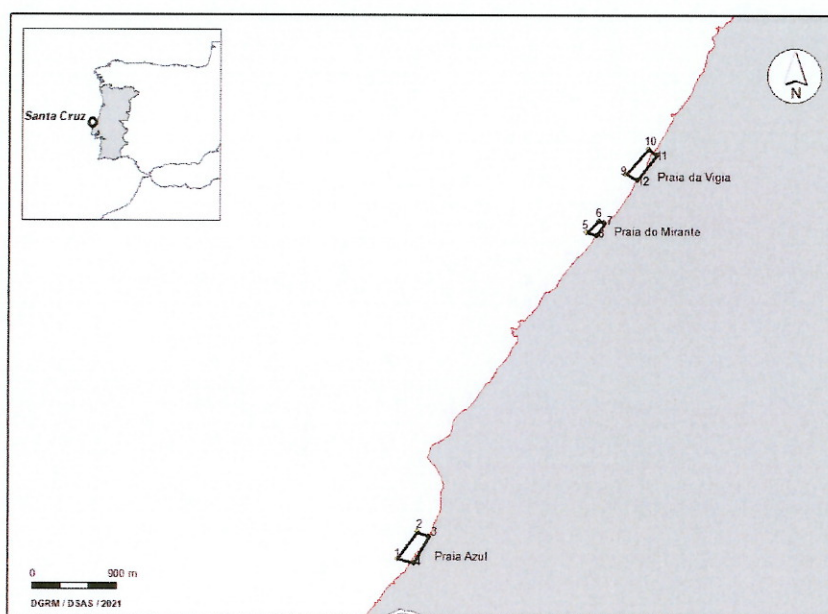 Santa Cruz
N
10
11
9
12
Praia da Vigia
6
7
5
8
Praia do Mirante
2
3
1
4
Praia Azul
0 900 m
DGRM / DSAS / 2021